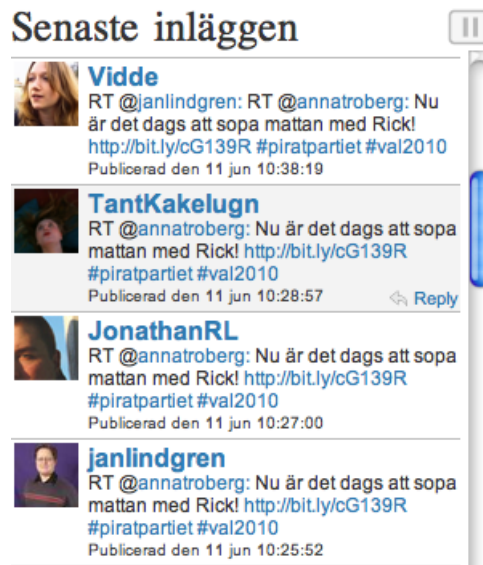 Senaste inläggen
Vidde
RT @janlindgren: RT @annatroberg: Nu
är det dags att sopa mattan med Rick!
http://bit.ly/cG139R #piratpartiet #val2010
Publicerad den 11 jun 10:38:19
TantKakelugn
RT @annatroberg: Nu är det dags att sopa
mattan med Rick! http://bit.ly/cG139R
#piratpartiet #val2010
Publicerad den 11 jun 10:28:57 Reply
JonathanRL
RT @annatroberg: Nu är det dags att sopa
mattan med Rick! http://bit.ly/cG139R
#piratpartiet #val2010
Publicerad den 11 jun 10:27:00
janlindgren
RT @annatroberg: Nu är det dags att sopa
mattan med Rick! http://bit.ly/cG139R
#piratpartiet #val2010
Publicerad den 11 jun 10:25:52